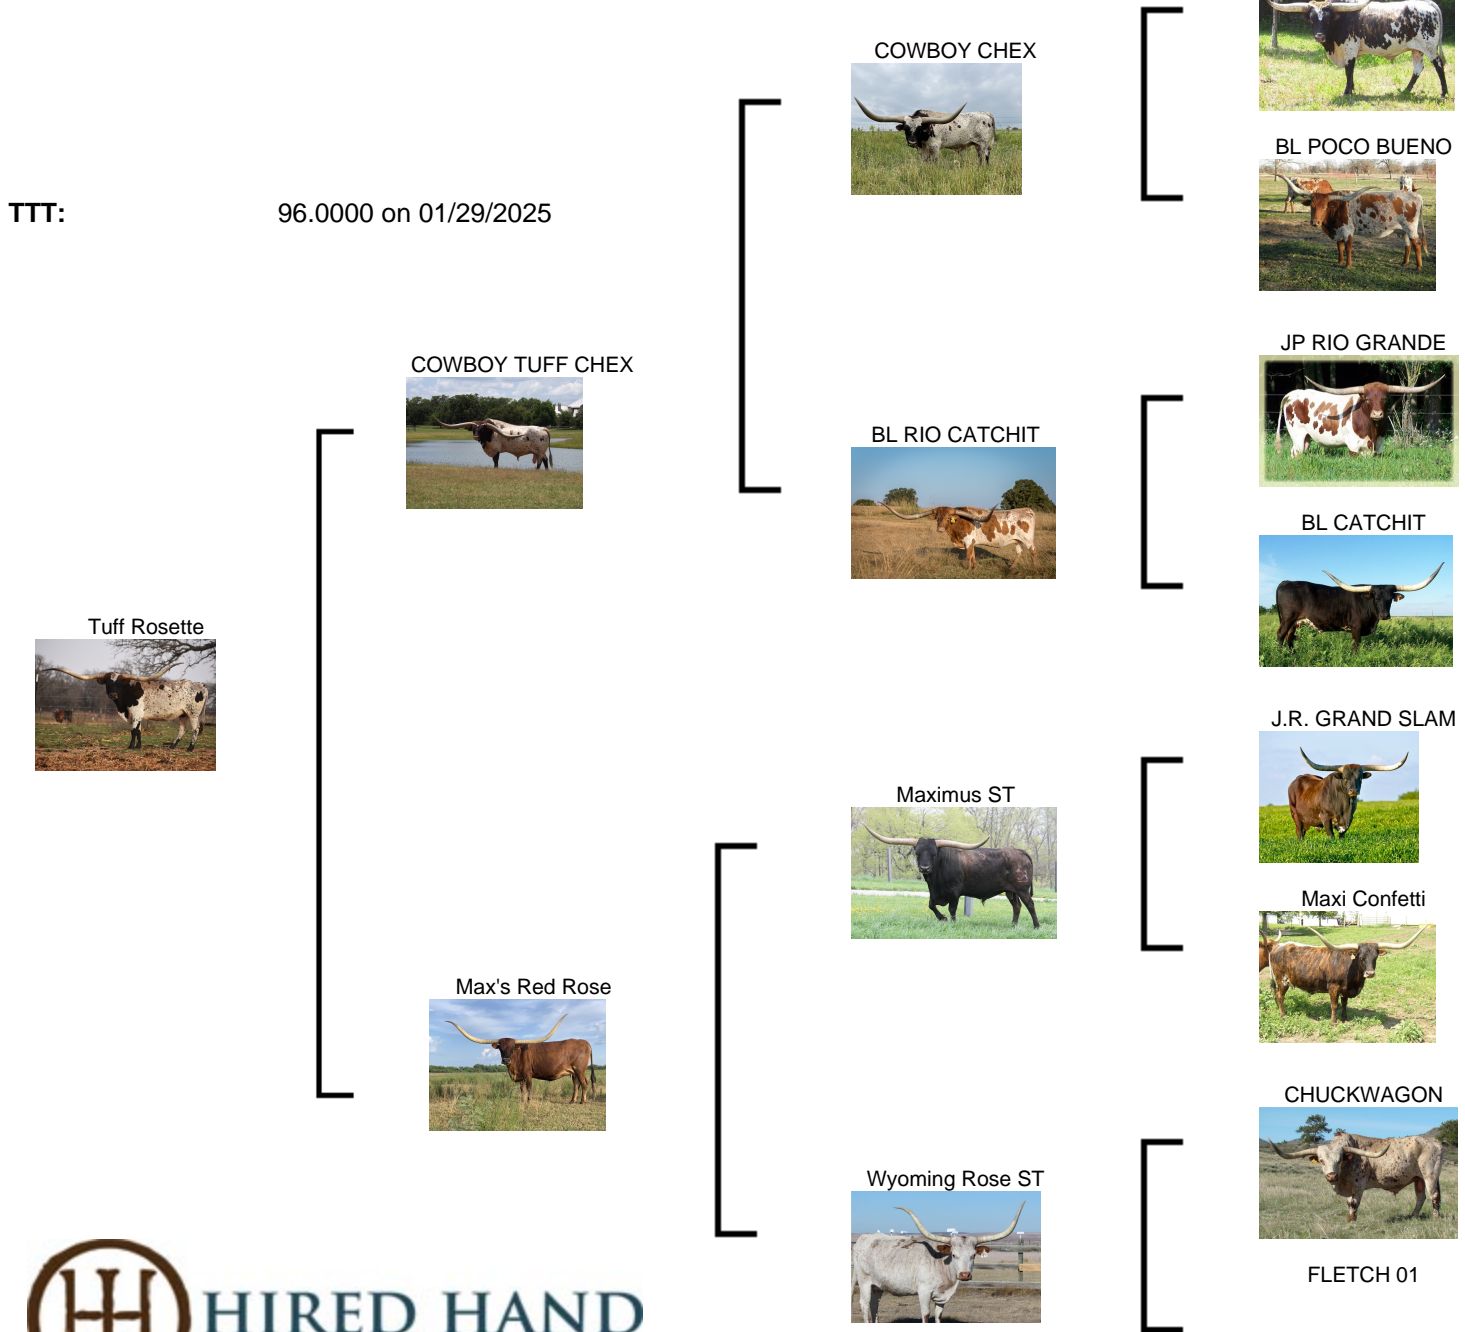 COWBOY CHEX
BL POCO BUENO
TTT: 96.0000 on 01/29/2025
JP RIO GRANDE
COWBOY TUFF CHEX
BL RIO CATCHIT
BL CATCHIT
Tuff Rosette
J.R. GRAND SLAM
Maximus ST
Maxi Confetti
Max's Red Rose
CHUCKWAGON
Wyoming Rose ST
FLETCH 01
HIRED HAND